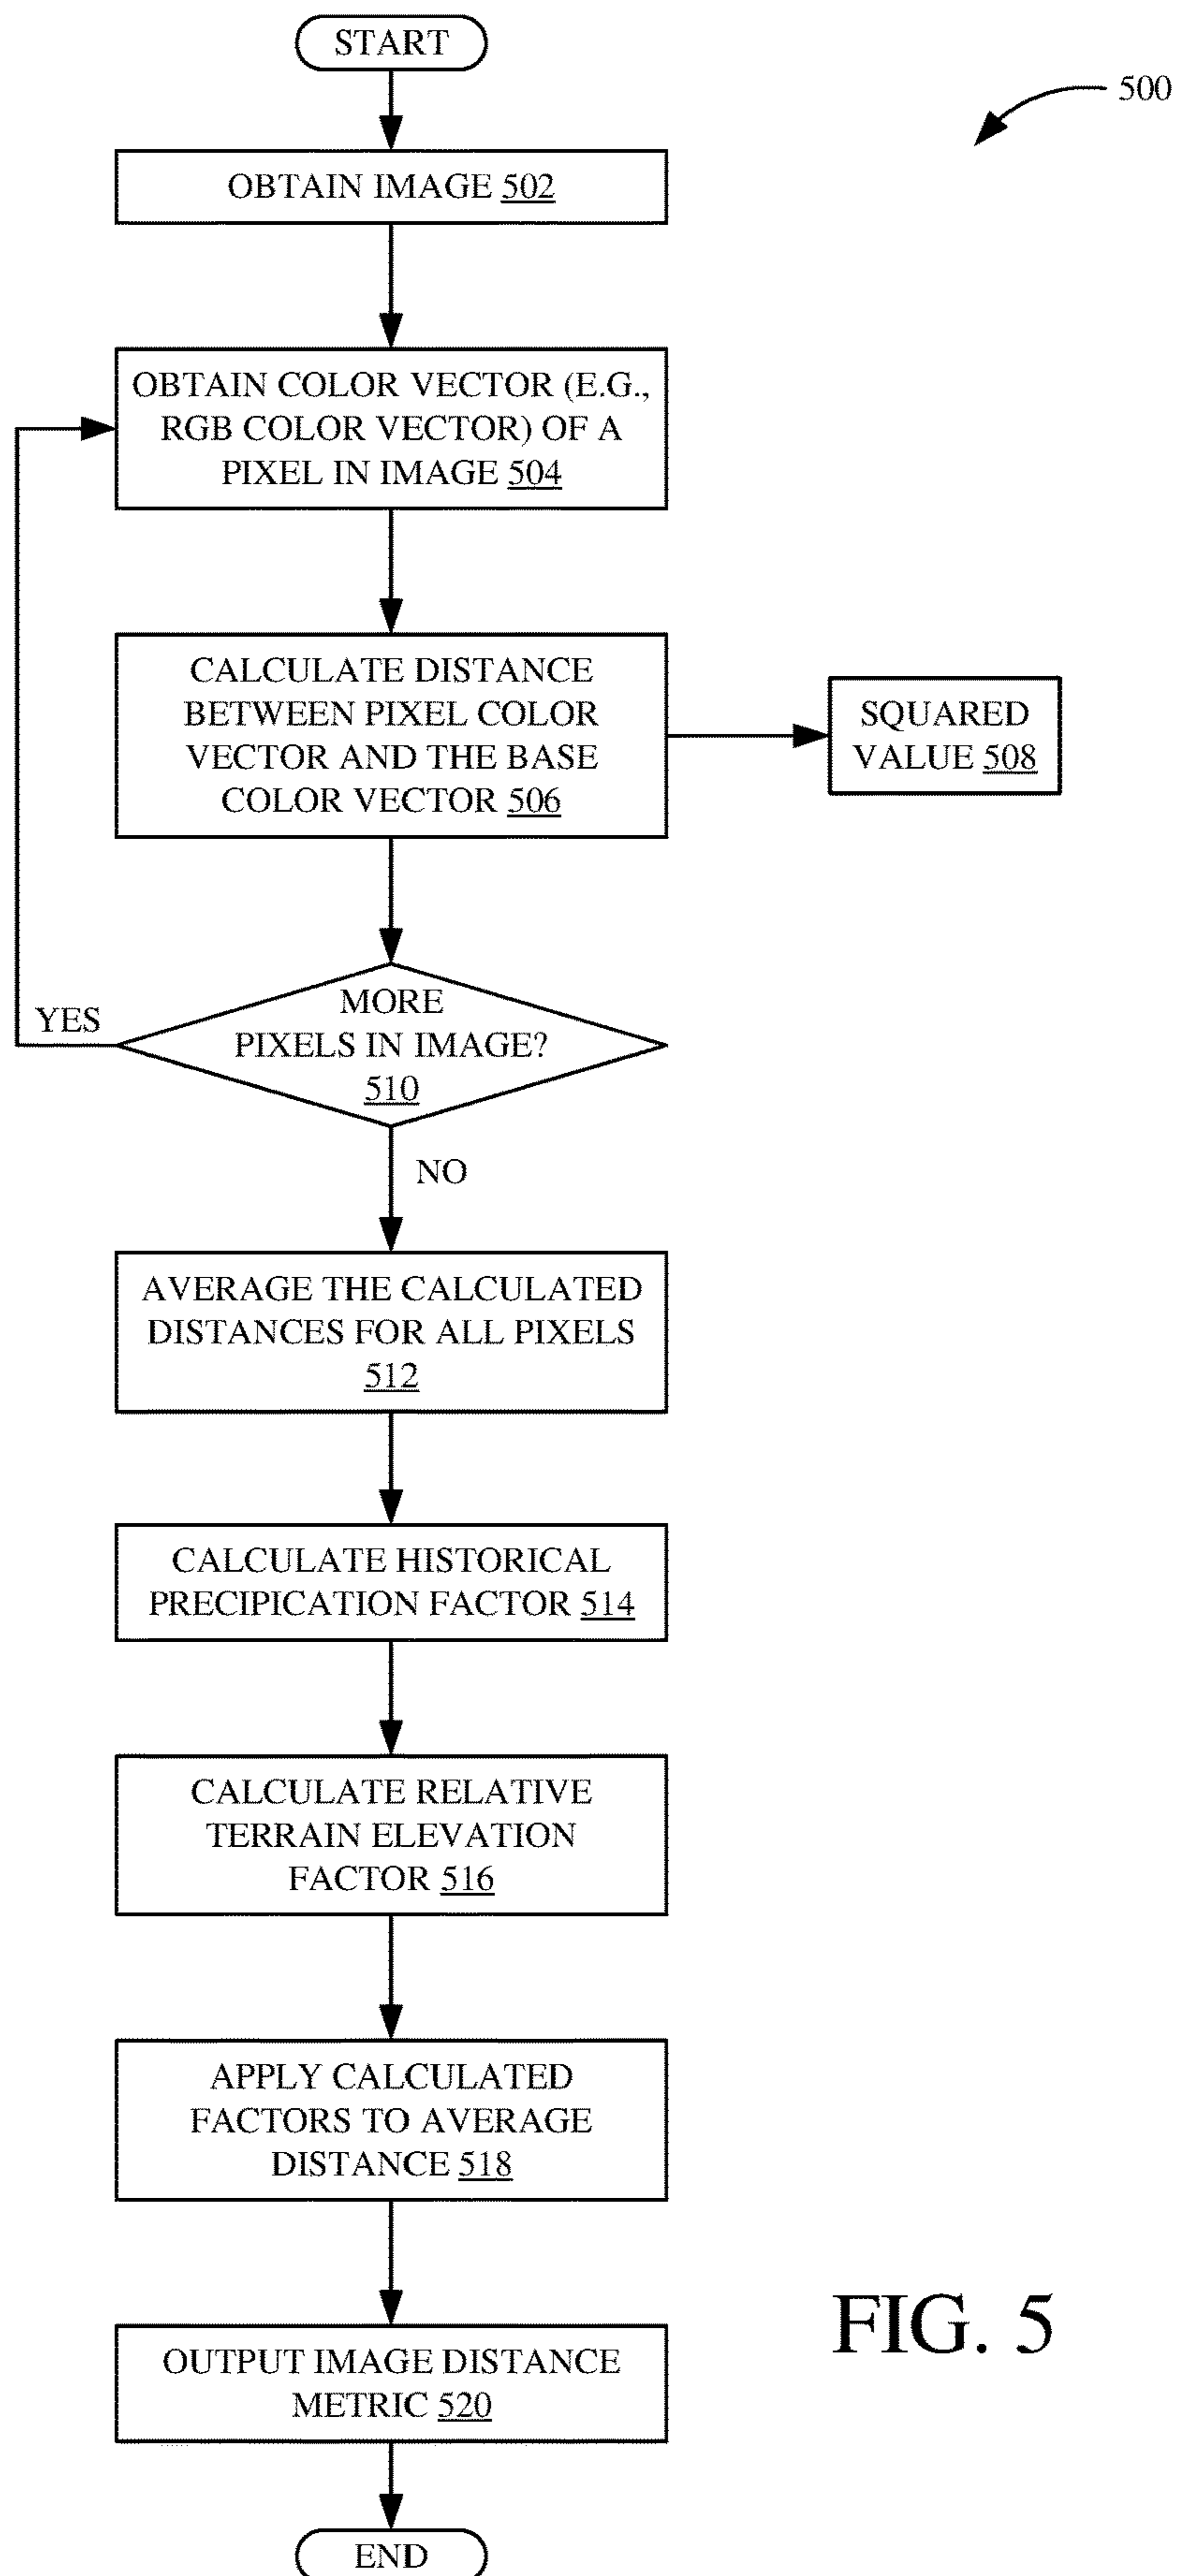 START
500
OBTAIN IMAGE 502
OBTAIN COLOR VECTOR (E.G.,
RGB COLOR VECTOR) OF A
PIXEL IN IMAGE 504
CALCULATE DISTANCE
BETWEEN PIXEL COLOR
VECTOR AND THE BASE
COLOR VECTOR 506
SQUARED
VALUE 508
MORE
PIXELS IN IMAGE?
510
YES
NO
AVERAGE THE CALCULATED
DISTANCES FOR ALL PIXELS
512
CALCULATE HISTORICAL
PRECIPICATION FACTOR 514
CALCULATE RELATIVE
TERRAIN ELEVATION
FACTOR 516
APPLY CALCULATED
FACTORS TO AVERAGE
DISTANCE 518
OUTPUT IMAGE DISTANCE
METRIC 520
END
FIG. 5